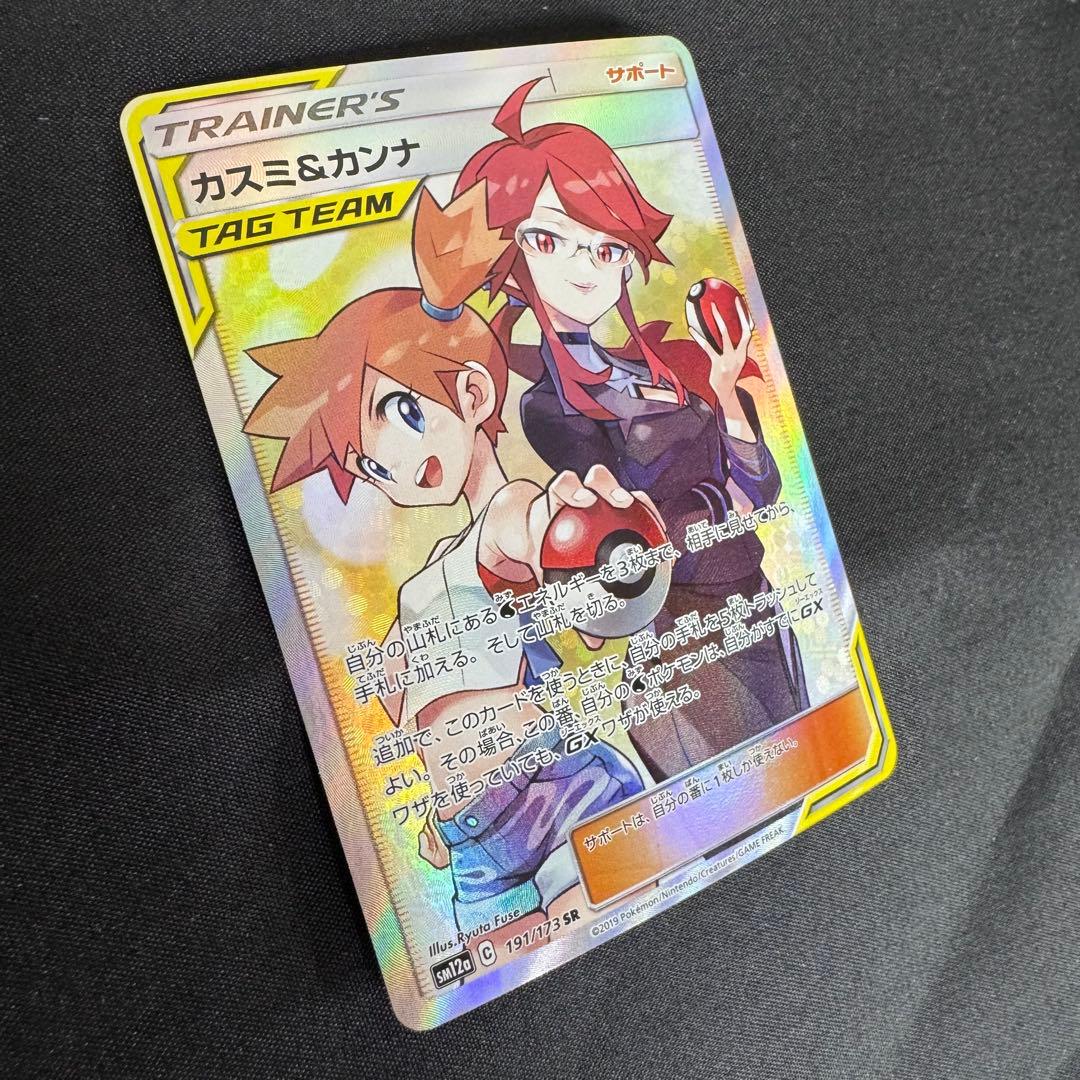 TRAINER'S サポート
カスミ&カンナ
TAG TEAM
自分の山札にあるエネルギーを3枚まで、相手に見せてから、
手札に加える。そして山札を切る。
追加で、このカードを使うときに、自分の手札を5枚トラッシュして
よい。その場合、この番、自分のポケモンは、自分がすでにGX
ワザを使っていても、GXワザが使える。
サポートは、自分の番に1枚しか使えない。
Illus. Ryuta Fuse
SM12a C 191/173 SR
©2019 Pokémon/Nintendo/Creatures/GAME FREAK